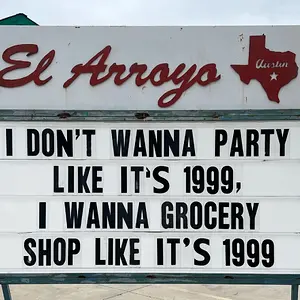 El Arroyo
Austin
I DON'T WANNA PARTY
LIKE IT'S 1999,
I WANNA GROCERY
SHOP LIKE IT'S 1999